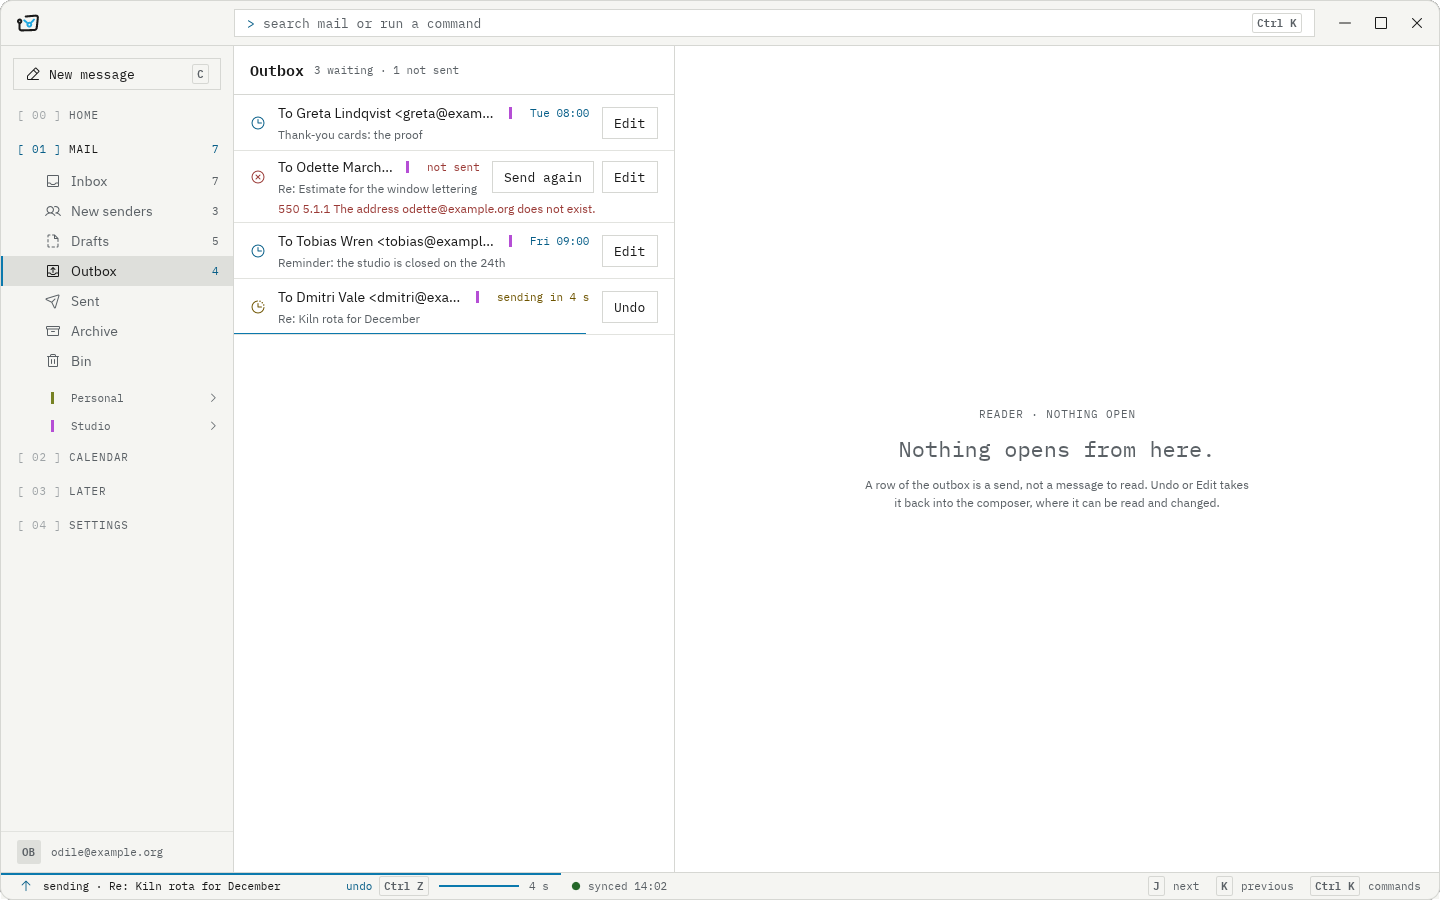 > search mail or run a command Ctrl K
New message C
[ 00 ] HOME
[ 01 ] MAIL 7
Inbox 7
New senders 3
Drafts 5
Outbox 4
Sent
Archive
Bin
Personal
Studio
[ 02 ] CALENDAR
[ 03 ] LATER
[ 04 ] SETTINGS
OB odile@example.org
Outbox 3 waiting · 1 not sent
To Greta Lindqvist <greta@exam... Tue 08:00 Edit
Thank-you cards: the proof
To Odette March... not sent Send again Edit
Re: Estimate for the window lettering
550 5.1.1 The address odette@example.org does not exist.
To Tobias Wren <tobias@exampl... Fri 09:00 Edit
Reminder: the studio is closed on the 24th
To Dmitri Vale <dmitri@exa... sending in 4 s Undo
Re: Kiln rota for December
READER · NOTHING OPEN
Nothing opens from here.
A row of the outbox is a send, not a message to read. Undo or Edit takes
it back into the composer, where it can be read and changed.
sending · Re: Kiln rota for December undo Ctrl Z 4 s synced 14:02 J next K previous Ctrl K commands